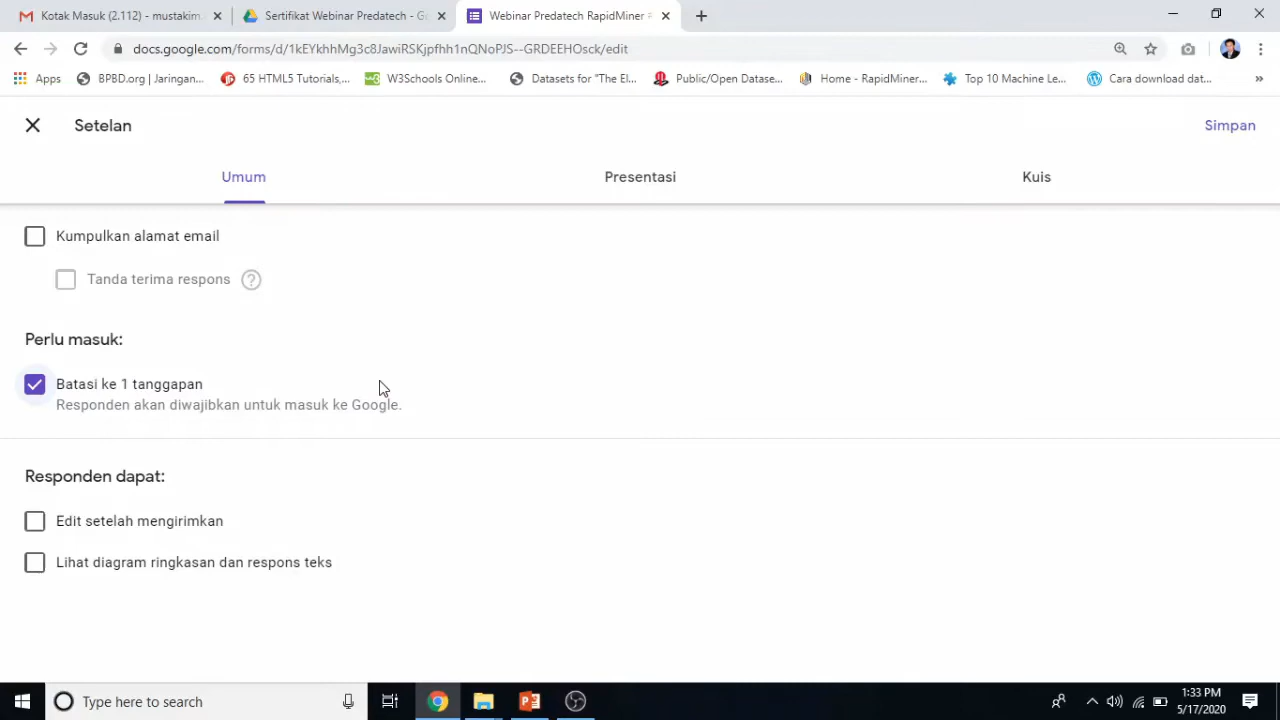 Kotak Masuk (2.112) - mustakim
Sertifikat Webinar Predatech - Go
Webinar Predatech RapidMiner
docs.google.com/forms/d/1kEYkhhMg3c8JawiRSKjpfhh1nQNoPJS--GRDEEHOsck/edit
Apps
BPBD.org | Jaringan...
65 HTML5 Tutorials,...
W3Schools Online...
Datasets for "The El...
Public/Open Datase...
Home - RapidMiner...
Top 10 Machine Le...
Cara download dat...
Setelan
Simpan
Umum
Presentasi
Kuis
Kumpulkan alamat email
Tanda terima respons
Perlu masuk:
Batasi ke 1 tanggapan
Responden akan diwajibkan untuk masuk ke Google.
Responden dapat:
Edit setelah mengirimkan
Lihat diagram ringkasan dan respons teks
Type here to search
1:33 PM
5/17/2020